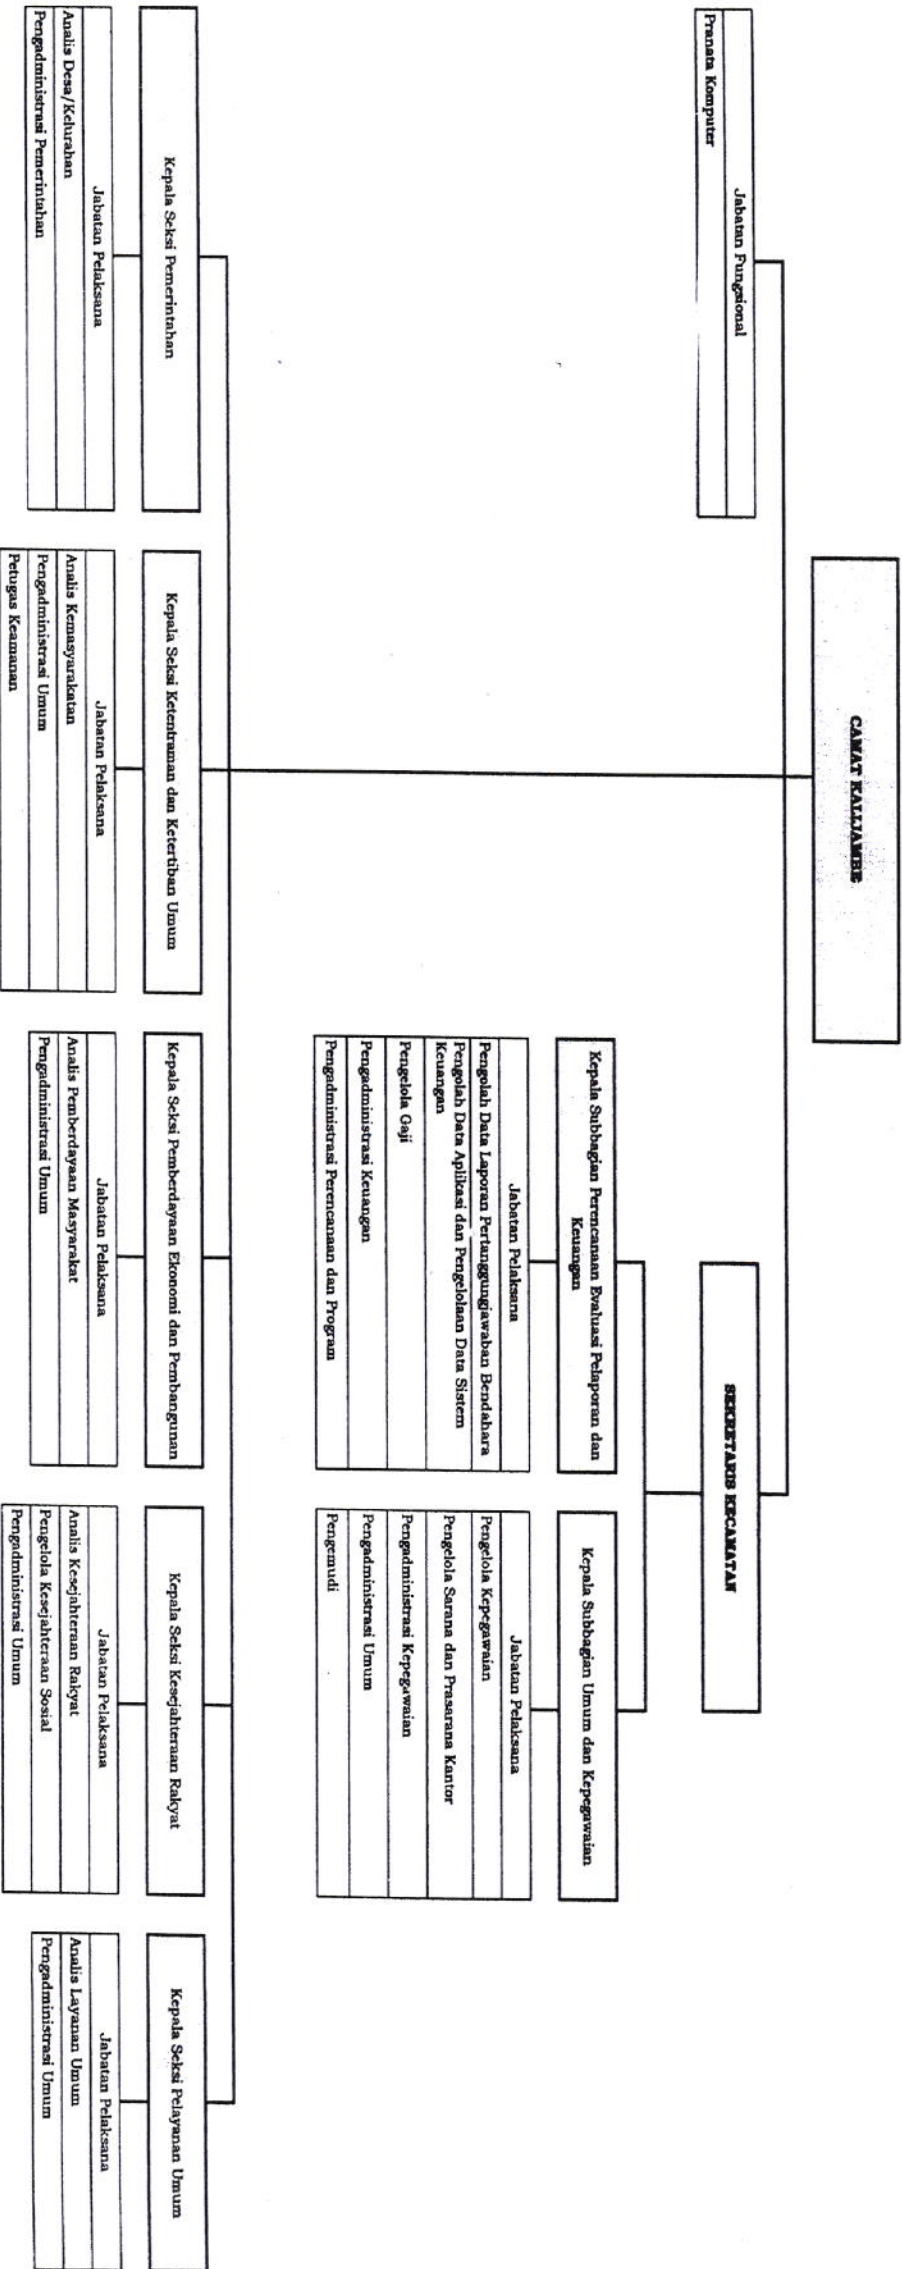 CAMAT KALIJAMBE
Jabatan Fungsional
Pranata Komputer
SEKRETARIS KECAMATAN
Kepala Subbagian Perencanaan Evaluasi Pelaporan dan
Keuangan
Jabatan Pelaksana
Pengolah Data Laporan Pertanggungjawaban Bendahara
Pengolah Data Aplikasi dan Pengelolaan Data Sistem
Keuangan
Pengelola Gaji
Pengadministrasi Keuangan
Pengadministrasi Perencanaan dan Program
Kepala Subbagian Umum dan Kepegawaian
Jabatan Pelaksana
Pengelola Kepegawaian
Pengelola Sarana dan Prasarana Kantor
Pengadministrasi Kepegawaian
Pengadministrasi Umum
Pengemudi
Kepala Seksi Pemerintahan
Jabatan Pelaksana
Analis Desa/Kelurahan
Pengadministrasi Pemerintahan
Kepala Seksi Ketentraman dan Ketertiban Umum
Jabatan Pelaksana
Analis Kemasyarakatan
Pengadministrasi Umum
Petugas Keamanan
Kepala Seksi Pemberdayaan Ekonomi dan Pembangunan
Jabatan Pelaksana
Analis Pemberdayaan Masyarakat
Pengadministrasi Umum
Kepala Seksi Kesejahteraan Rakyat
Jabatan Pelaksana
Analis Kesejahteraan Rakyat
Pengelola Kesejahteraan Sosial
Pengadministrasi Umum
Kepala Seksi Pelayanan Umum
Jabatan Pelaksana
Analis Layanan Umum
Pengadministrasi Umum